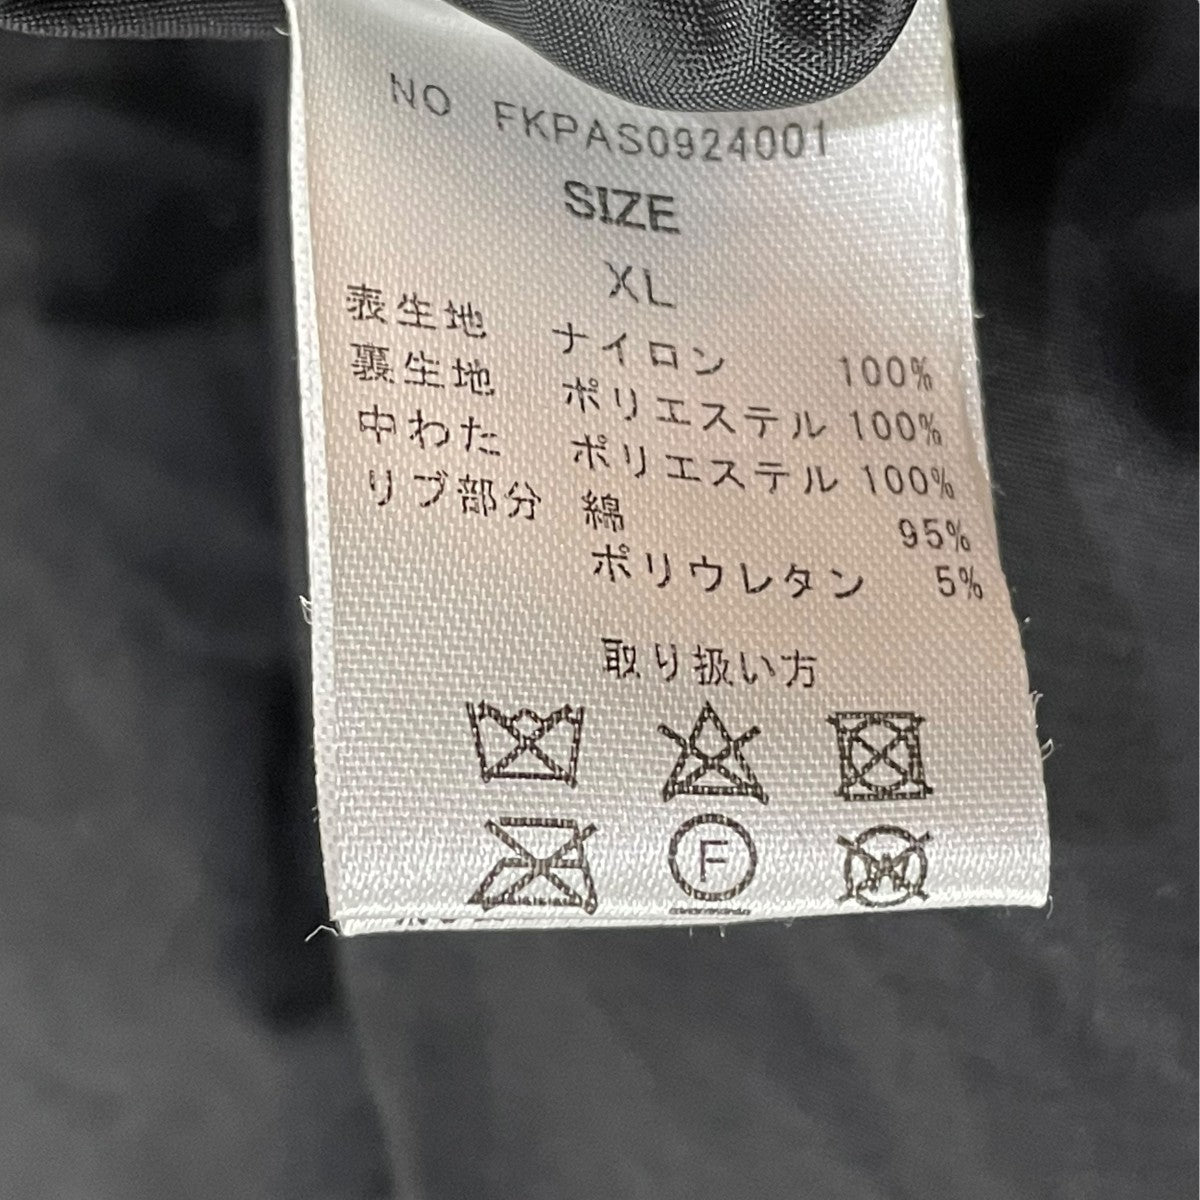 NO FKPAS0924001
SIZE
XL
表生地 ナイロン 100%
裏生地 ポリエステル 100%
中わた ポリエステル 100%
リブ部分 綿 95%
ポリウレタン 5%
取り扱い方
F
W